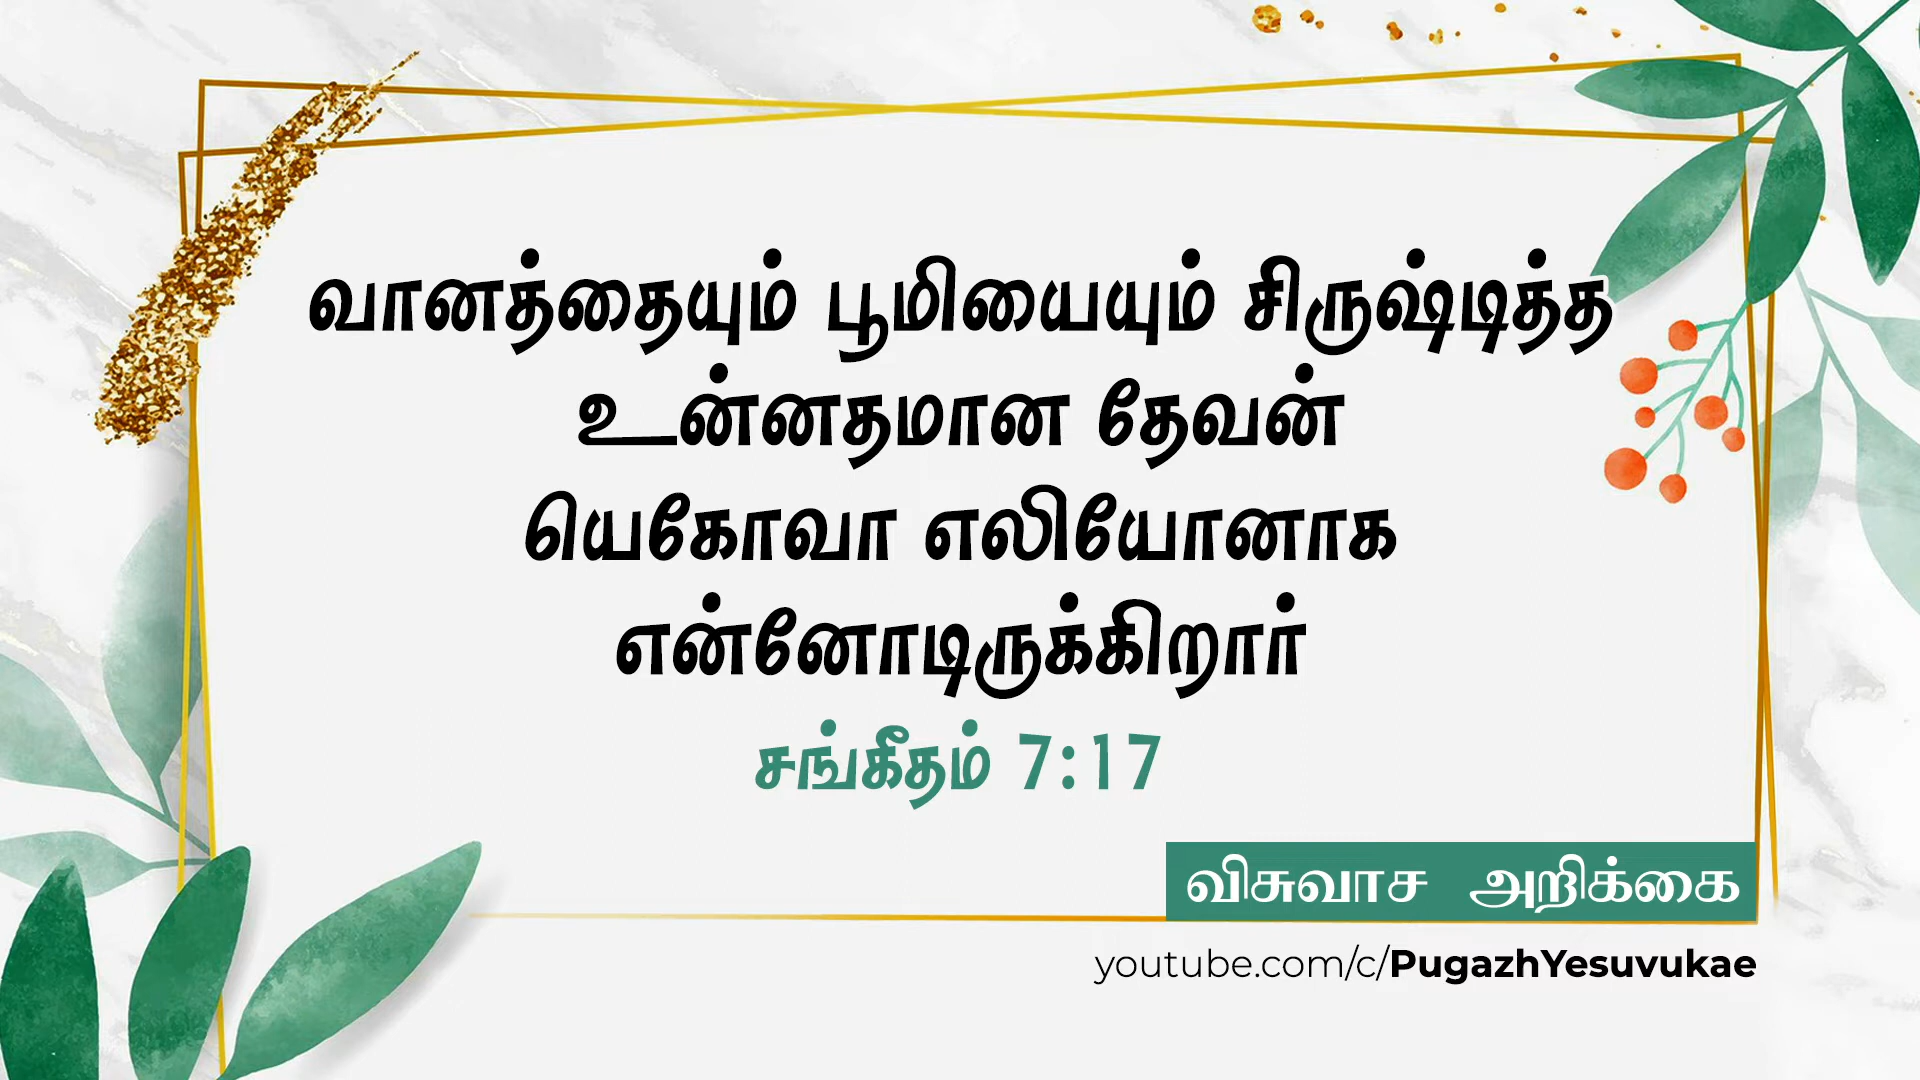 வானத்தையும் பூமியையும் சிருஷ்டித்த
உன்னதமான தேவன்
யெகோவா எலியோனாக
என்னோடிருக்கிறார்
சங்கீதம் 7:17
விசுவாச அறிக்கை
youtube.com/c/PugazhYesuvukae